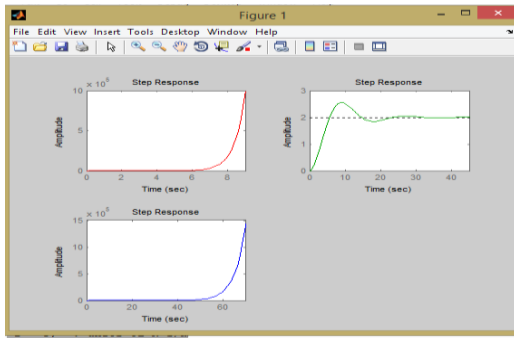 Figure 1
File Edit View Insert Tools Desktop Window Help
Step Response
Amplitude
10
5
0
0 2 4 6 8
Time (sec)
Step Response
Amplitude
3
2
1
0
0 10 20 30 40
Time (sec)
Step Response
Amplitude
15
10
5
0
0 20 40 60
Time (sec)